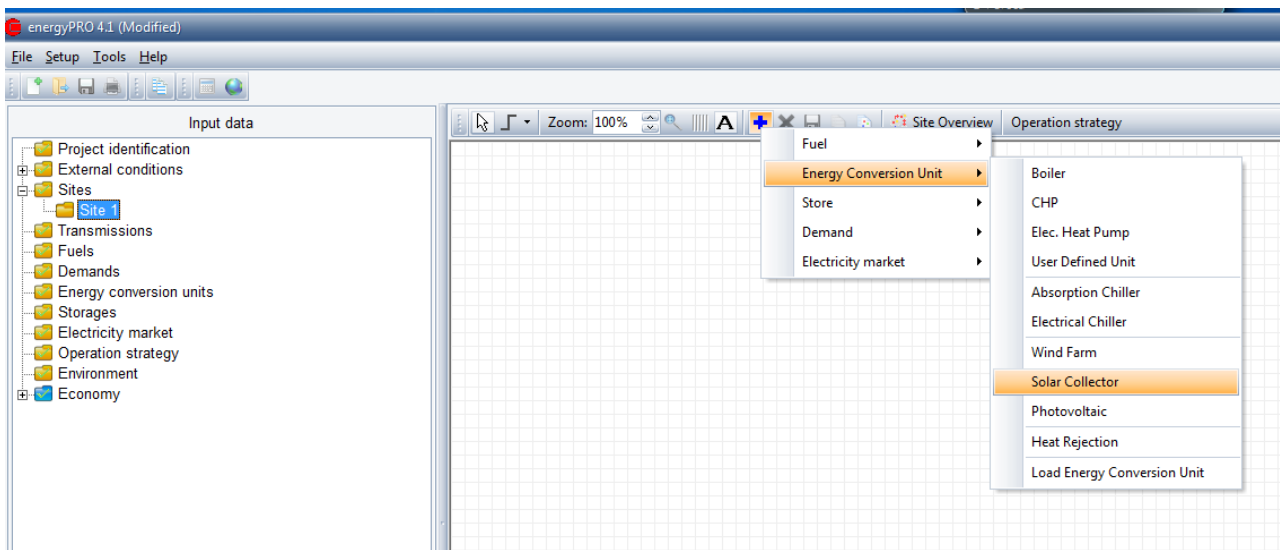 energyPRO 4.1 (Modified)
File Setup Tools Help
Input data
Project identification
External conditions
Sites
Site 1
Transmissions
Fuels
Demands
Energy conversion units
Storages
Electricity market
Operation strategy
Environment
Economy
Zoom: 100% A Site Overview Operation strategy
Fuel
Energy Conversion Unit
Store
Demand
Electricity market
Boiler
CHP
Elec. Heat Pump
User Defined Unit
Absorption Chiller
Electrical Chiller
Wind Farm
Solar Collector
Photovoltaic
Heat Rejection
Load Energy Conversion Unit